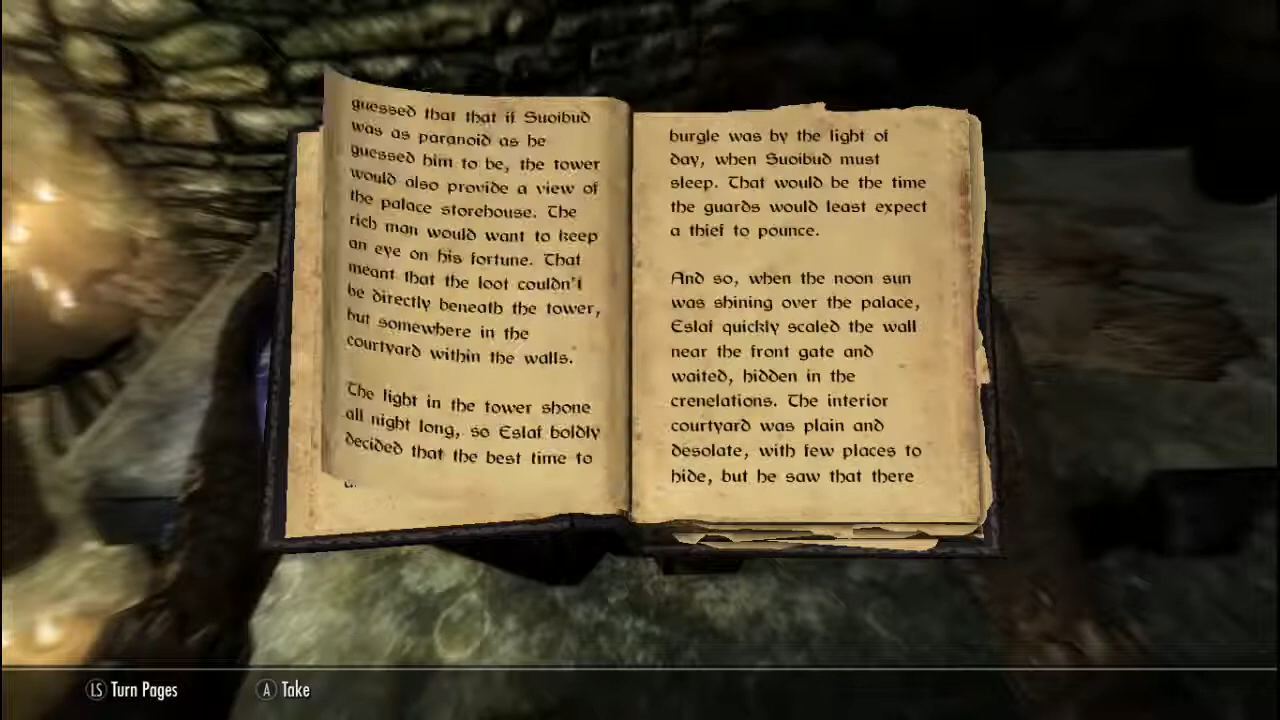 guessed that that if Suoibud
was as paranoid as he
guessed him to be, the tower
would also provide a view of
the palace storehouse. The
rich man would want to keep
an eye on his fortune. That
meant that the loot couldn't
be directly beneath the tower,
but somewhere in the
courtyard within the walls.
The light in the tower shone
all night long, so Eslaf boldly
decided that the best time to
burgle was by the light of
day, when Suoibud must
sleep. That would be the time
the guards would least expect
a thief to pounce.
And so, when the noon sun
was shining over the palace,
Eslaf quickly scaled the wall
near the front gate and
waited, hidden in the
crenelations. The interior
courtyard was plain and
desolate, with few places to
hide, but he saw that there
LS Turn Pages
A Take